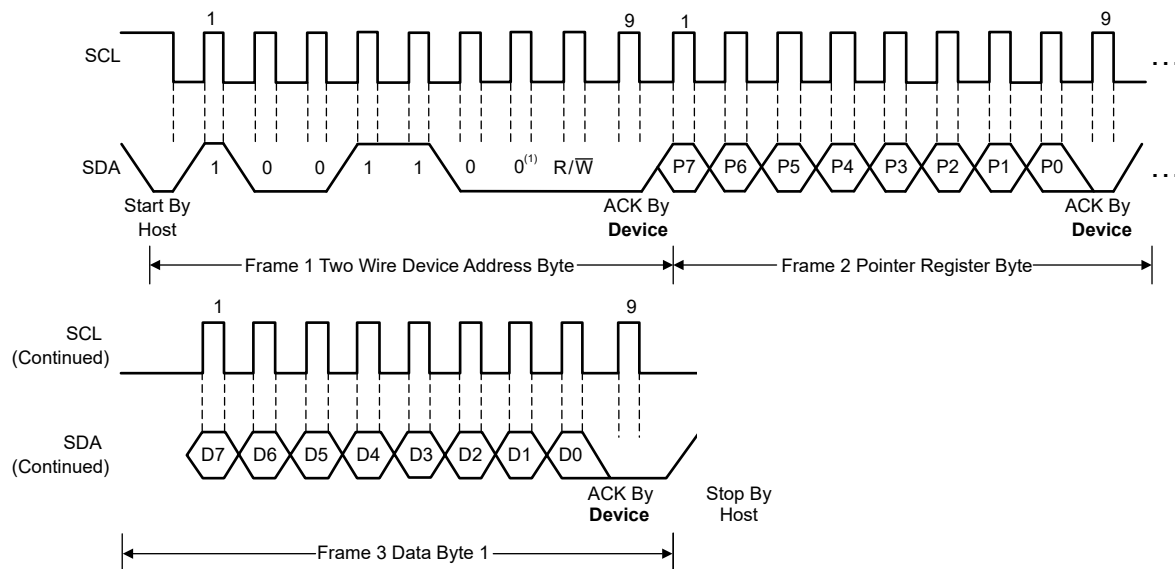 1 9 1 9
SCL ...
SDA 1 0 0 1 1 0 0(1) R/W̅ P7 P6 P5 P4 P3 P2 P1 P0 ...
Start By
Host
ACK By
Device
ACK By
Device
Frame 1 Two Wire Device Address Byte
Frame 2 Pointer Register Byte
1 9
SCL
(Continued)
SDA
(Continued)
D7 D6 D5 D4 D3 D2 D1 D0
ACK By
Device
Stop By
Host
Frame 3 Data Byte 1